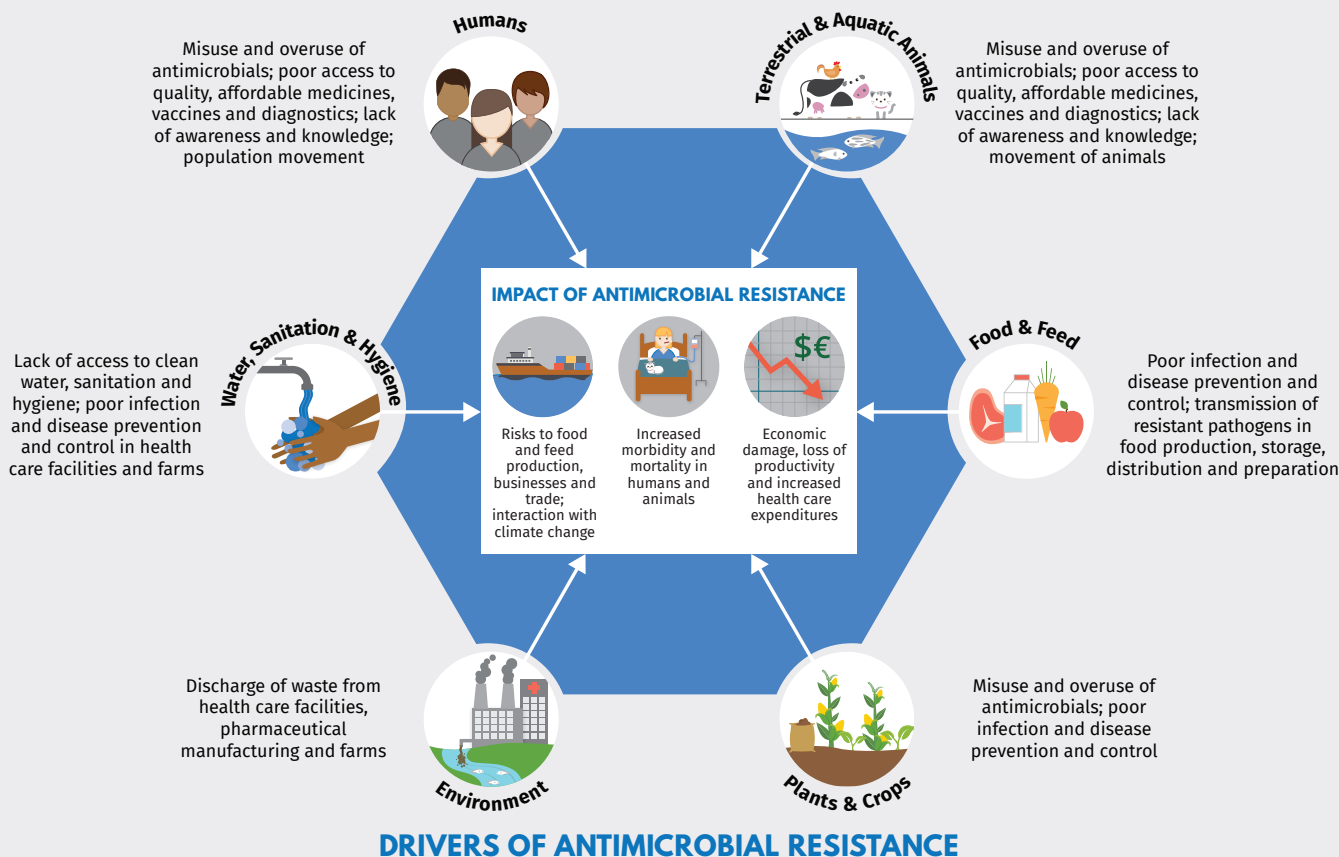 Humans
Misuse and overuse of
antimicrobials; poor access to
quality, affordable medicines,
vaccines and diagnostics; lack
of awareness and knowledge;
population movement
Terrestrial & Aquatic Animals
Misuse and overuse of
antimicrobials; poor access to
quality, affordable medicines,
vaccines and diagnostics; lack
of awareness and knowledge;
movement of animals
Water, Sanitation & Hygiene
Lack of access to clean
water, sanitation and
hygiene; poor infection
and disease prevention
and control in health
care facilities and farms
IMPACT OF ANTIMICROBIAL RESISTANCE
$€
Risks to food
and feed
production,
businesses and
trade;
interaction with
climate change
Increased
morbidity and
mortality in
humans and
animals
Economic
damage, loss of
productivity
and increased
health care
expenditures
Food & Feed
Poor infection and
disease prevention and
control; transmission of
resistant pathogens in
food production, storage,
distribution and preparation
Discharge of waste from
health care facilities,
pharmaceutical
manufacturing and farms
Environment
Misuse and overuse of
antimicrobials; poor
infection and disease
prevention and control
Plants & Crops
DRIVERS OF ANTIMICROBIAL RESISTANCE